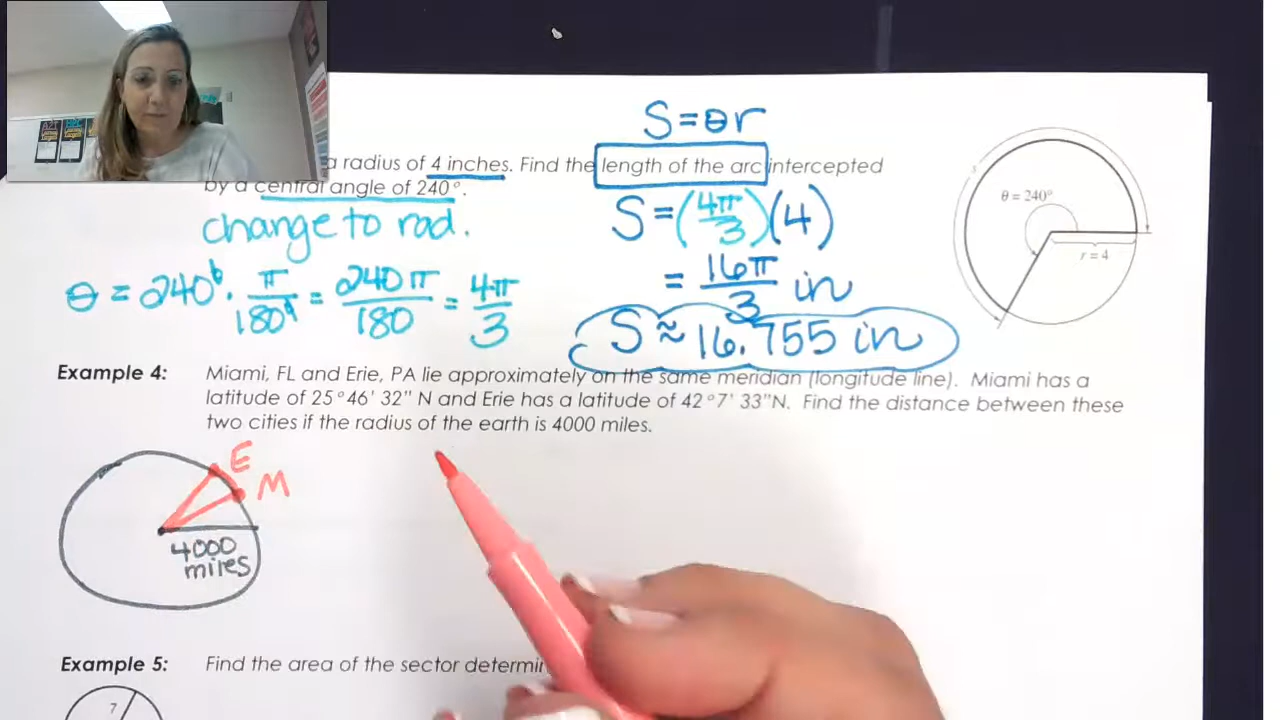 S = θr
a radius of 4 inches. Find the length of the arc intercepted
by a central angle of 240°.
change to rad.
θ = 240° · π/180° = 240π/180 = 4π/3
S = (4π/3)(4)
= 16π/3 in
S ≈ 16.755 in
θ = 240°
r = 4
s
Example 4: Miami, FL and Erie, PA lie approximately on the same meridian (longitude line). Miami has a
latitude of 25°46' 32" N and Erie has a latitude of 42°7' 33"N. Find the distance between these
two cities if the radius of the earth is 4000 miles.
E
M
4000
miles
Example 5: Find the area of the sector determin
7